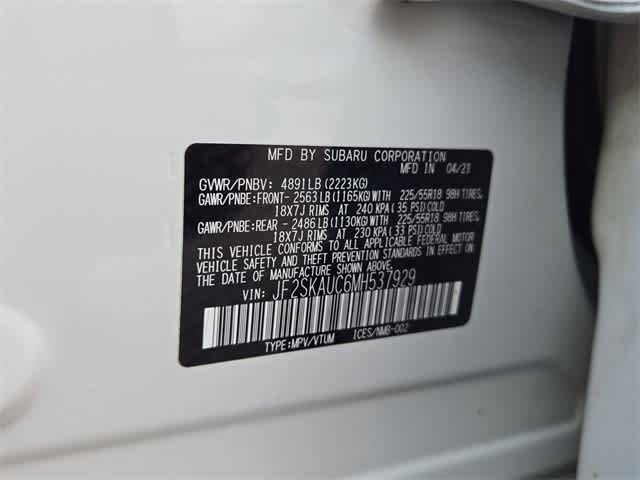 MFD BY SUBARU CORPORATION
MFD IN 04/21
GVWR/PNBV: 4891LB(2223KG)
GAWR/PNBE:FRONT- 2563LB(1165KG)WITH 225/55R18 98H TIRES,
18X7J RIMS AT 240 KPA(35 PSI)COLD
GAWR/PNBE:REAR - 2486LB(1130KG)WITH 225/55R18 98H TIRES,
18X7J RIMS AT 230 KPA(33 PSI)COLD
THIS VEHICLE CONFORMS TO ALL APPLICABLE FEDERAL MOTOR
VEHICLE SAFETY AND THEFT PREVENTION STANDARDS IN EFFECT ON
THE DATE OF MANUFACTURE SHOWN ABOVE.
VIN: JF2SKAUC6MH537929
TYPE:MPV/VTUM ICES/NMB-002